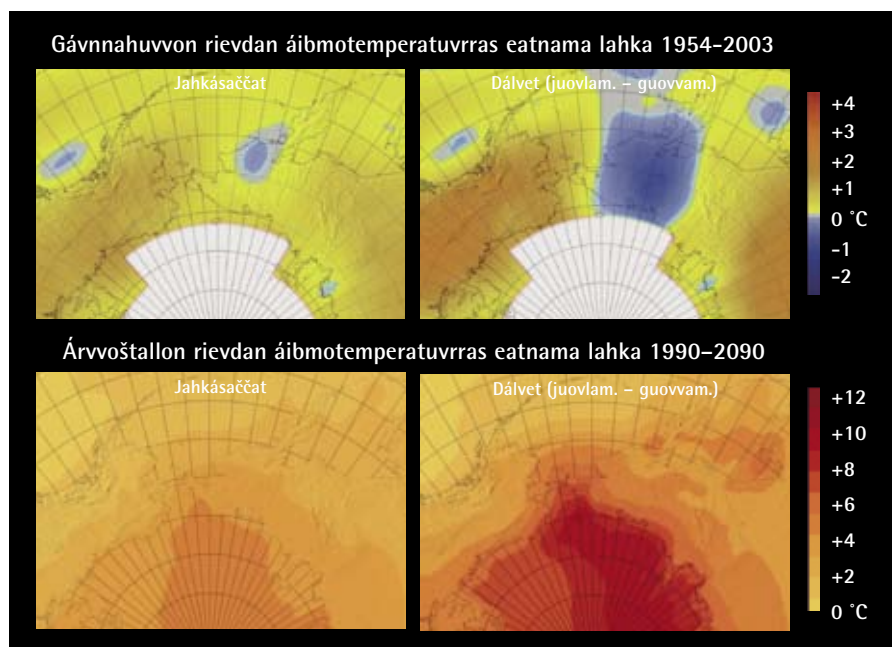 Gávnnahuvvon rievdan áibmotemperatuvrras eatnama lahka 1954-2003
Jahkásaččat
Dálvet (juovlam. – guovvam.)
+4
+3
+2
+1
0 ˚C
-1
-2
Árvvoštallon rievdan áibmotemperatuvrras eatnama lahka 1990–2090
Jahkásaččat
Dálvet (juovlam. – guovvam.)
+12
+10
+8
+6
+4
+2
0 ˚C